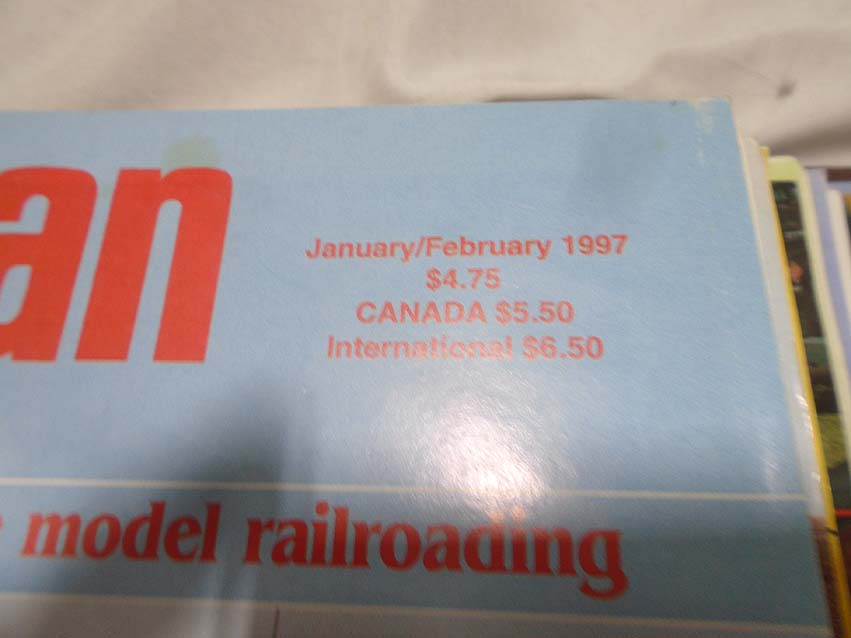 an
January/February 1997
$4.75
CANADA $5.50
International $6.50
model railroading